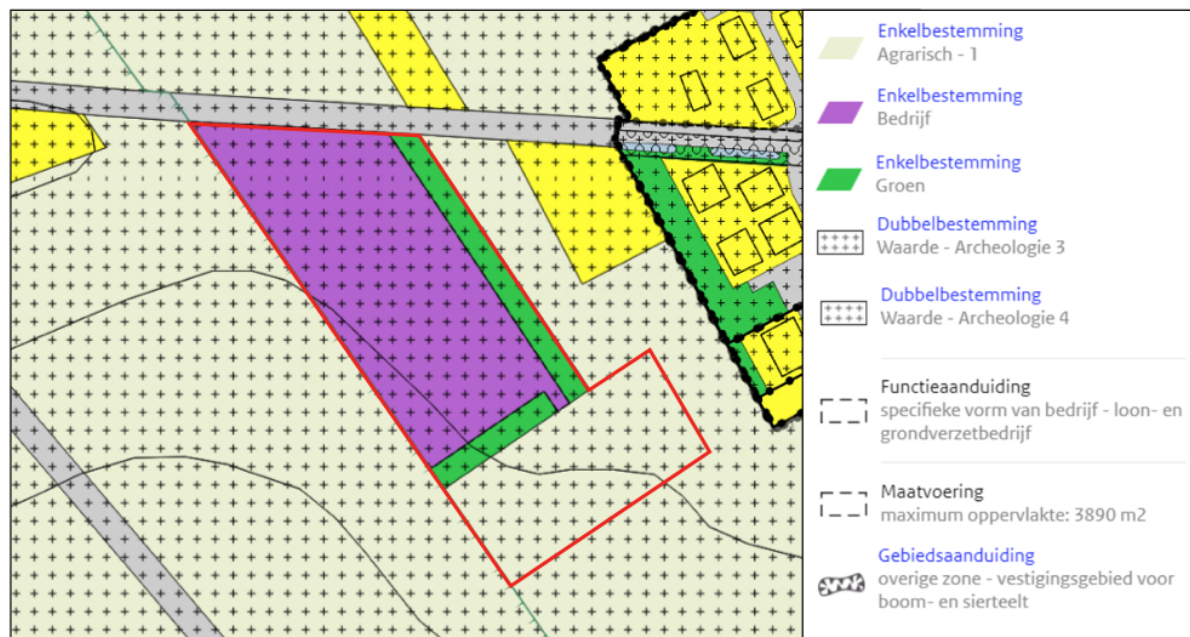 Enkelbestemming
Agrarisch - 1
Enkelbestemming
Bedrijf
Enkelbestemming
Groen
Dubbelbestemming
Waarde - Archeologie 3
Dubbelbestemming
Waarde - Archeologie 4
Functieaanduiding
specifieke vorm van bedrijf - loon- en
grondverzetbedrijf
Maatvoering
maximum oppervlakte: 3890 m2
Gebiedsaanduiding
overige zone - vestigingsgebied voor
boom- en sierteelt